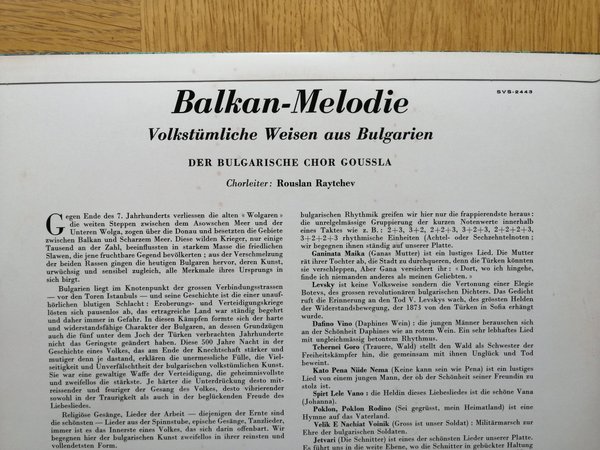 SVS-2443
Balkan-Melodie
Volkstümliche Weisen aus Bulgarien
DER BULGARISCHE CHOR GOUSSLA
Chorleiter: Rouslan Raytchev
Gegen Ende des 7. Jahrhunderts verliessen die alten « Wolgaren »
die weiten Steppen zwischen dem Asowschen Meer und der
Unteren Wolga, zogen über die Donau und besetzten die Gebiete
zwischen Balkan und Scharzem Meer. Diese wilden Krieger, nur einige
Tausend an der Zahl, beeinflussten in starkem Masse die friedlichen
Slawen, die jene fruchtbare Gegend bevölkerten; aus der Verschmelzung
der beiden Rassen gingen die heutigen Bulgaren hervor, deren Kunst,
urwüchsig und sensibel zugleich, alle Merkmale ihres Ursprungs in
sich birgt.
Bulgarien liegt im Knotenpunkt der grossen Verbindungsstrassen
— vor den Toren Istanbuls — und seine Geschichte ist die einer unauf-
hörlichen blutigen Schlacht: Eroberungs- und Verteidigungskriege
lösten sich pausenlos ab, das ertragreiche Land war ständig begehrt
und daher immer in Gefahr. In diesen Kämpfen formte sich der harte
und widerstandsfähige Charakter der Bulgaren, an dessen Grundzügen
auch die fünf unter dem Joch der Türken verbrachten Jahrhunderte
nicht das Geringste geändert haben. Diese 500 Jahre Nacht in der
Geschichte eines Volkes, das am Ende der Knechtschaft stärker und
mutiger denn je dastand, erklären die unermessliche Fülle, die Viel-
seitigkeit und Unverfälschtheit der bulgarischen volkstümlichen Kunst.
Sie war eine gewaltige Waffe der Verteidigung, die geheimnisvollste
und zweifellos die stärkste. Je härter die Unterdrückung desto mit-
reissender und feuriger der Gesang des Volkes, desto vibrierender
sowohl in der Traurigkeit als auch in der beglückenden Freude des
Liebesliedes.
Religiöse Gesänge, Lieder der Arbeit — diejenigen der Ernte sind
die schönsten — Lieder aus der Spinnstube, epische Gesänge, Tanzlieder,
immer ist es das Innerste eines Volkes, das sich darin offenbart. Wir
begegnen hier der bulgarischen Kunst zweifellos in ihrer reinsten und
vollendetsten Form.
bulgarischen Rhythmik greifen wir hier nur die frappierendste heraus:
die unregelmässige Gruppierung der kurzen Notenwerte innerhalb
eines Taktes wie z. B.: 2+3, 3+2, 2+2+3, 3+2+3, 2+2+2+3,
3+2+2+3 rhythmische Einheiten (Achtel- oder Sechzehntelnoten;
wir begegnen ihnen ständig auf unserer Platte.
Ganinata Maika (Ganas Mutter) ist ein lustiges Lied. Die Mutter
rät ihrer Tochter ab, die Stadt zu durchqueren, denn die Türken könnten
sie verschleppen, Aber Gana versichert ihr: « Dort, wo ich hingehe,
finde ich niemanden anderes als meinen Geliebten. »
Levsky ist keine Volksweise sondern die Vertonung einer Elegie
Botevs, des grossen revolutionären bulgarischen Dichters. Das Gedicht
ruft die Erinnerung an den Tod V. Levskys wach, des grössten Helden
der Widerstandsbewegung, der 1873 von den Türken in Sofia erhängt
wurde.
Dafino Vino (Daphines Wein): die jungen Männer berauschen sich
an der Schönheit Daphines wie an rotem Wein. Ein sehr lebhaftes Lied
mit ungleichmässig betontem Rhythmus.
Tcherneai Goro (Trauere, Wald) stellt den Wald als Schwester der
Freiheitskämpfer hin, die gemeinsam mit ihnen Unglück und Tod
beweint.
Kato Pena Niide Nema (Keine kann sein wie Pena) ist ein lustiges
Lied von einem jungen Mann, der ob der Schönheit seiner Freundin zu
stolz ist.
Spirt Lele Vano: die Heldin dieses Liebesliedes ist die schöne Vana
(Johanna).
Poklon, Poklon Rodino (Sei gegrüsst, mein Heimatland) ist eine
Hymne auf das Vaterland.
Velik E Nachiat Voinik (Gross ist unser Soldat): Militärmarsch zur
Ehre der bulgarischen Soldaten.
Jetvari (Die Schnitter) ist eines der schönsten Lieder unserer Platte.
Es führt uns in die weite Ebene, wo die Schnitter in gebückter Haltung